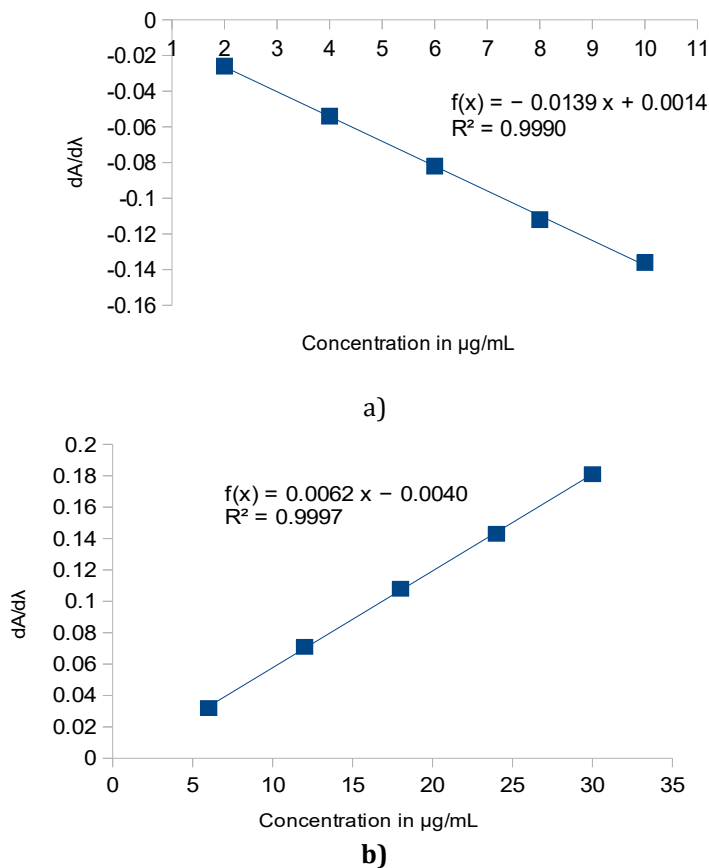 0
1 2 3 4 5 6 7 8 9 10 11
-0.02
-0.04
f(x) = − 0.0139 x + 0.0014
-0.06
R² = 0.9990
-0.08
dA/dλ
-0.1
-0.12
-0.14
-0.16
Concentration in µg/mL
a)
0.2
0.18
f(x) = 0.0062 x − 0.0040
0.16
R² = 0.9997
0.14
0.12
dA/dλ
0.1
0.08
0.06
0.04
0.02
0
0 5 10 15 20 25 30 35
Concentration in µg/mL
b)